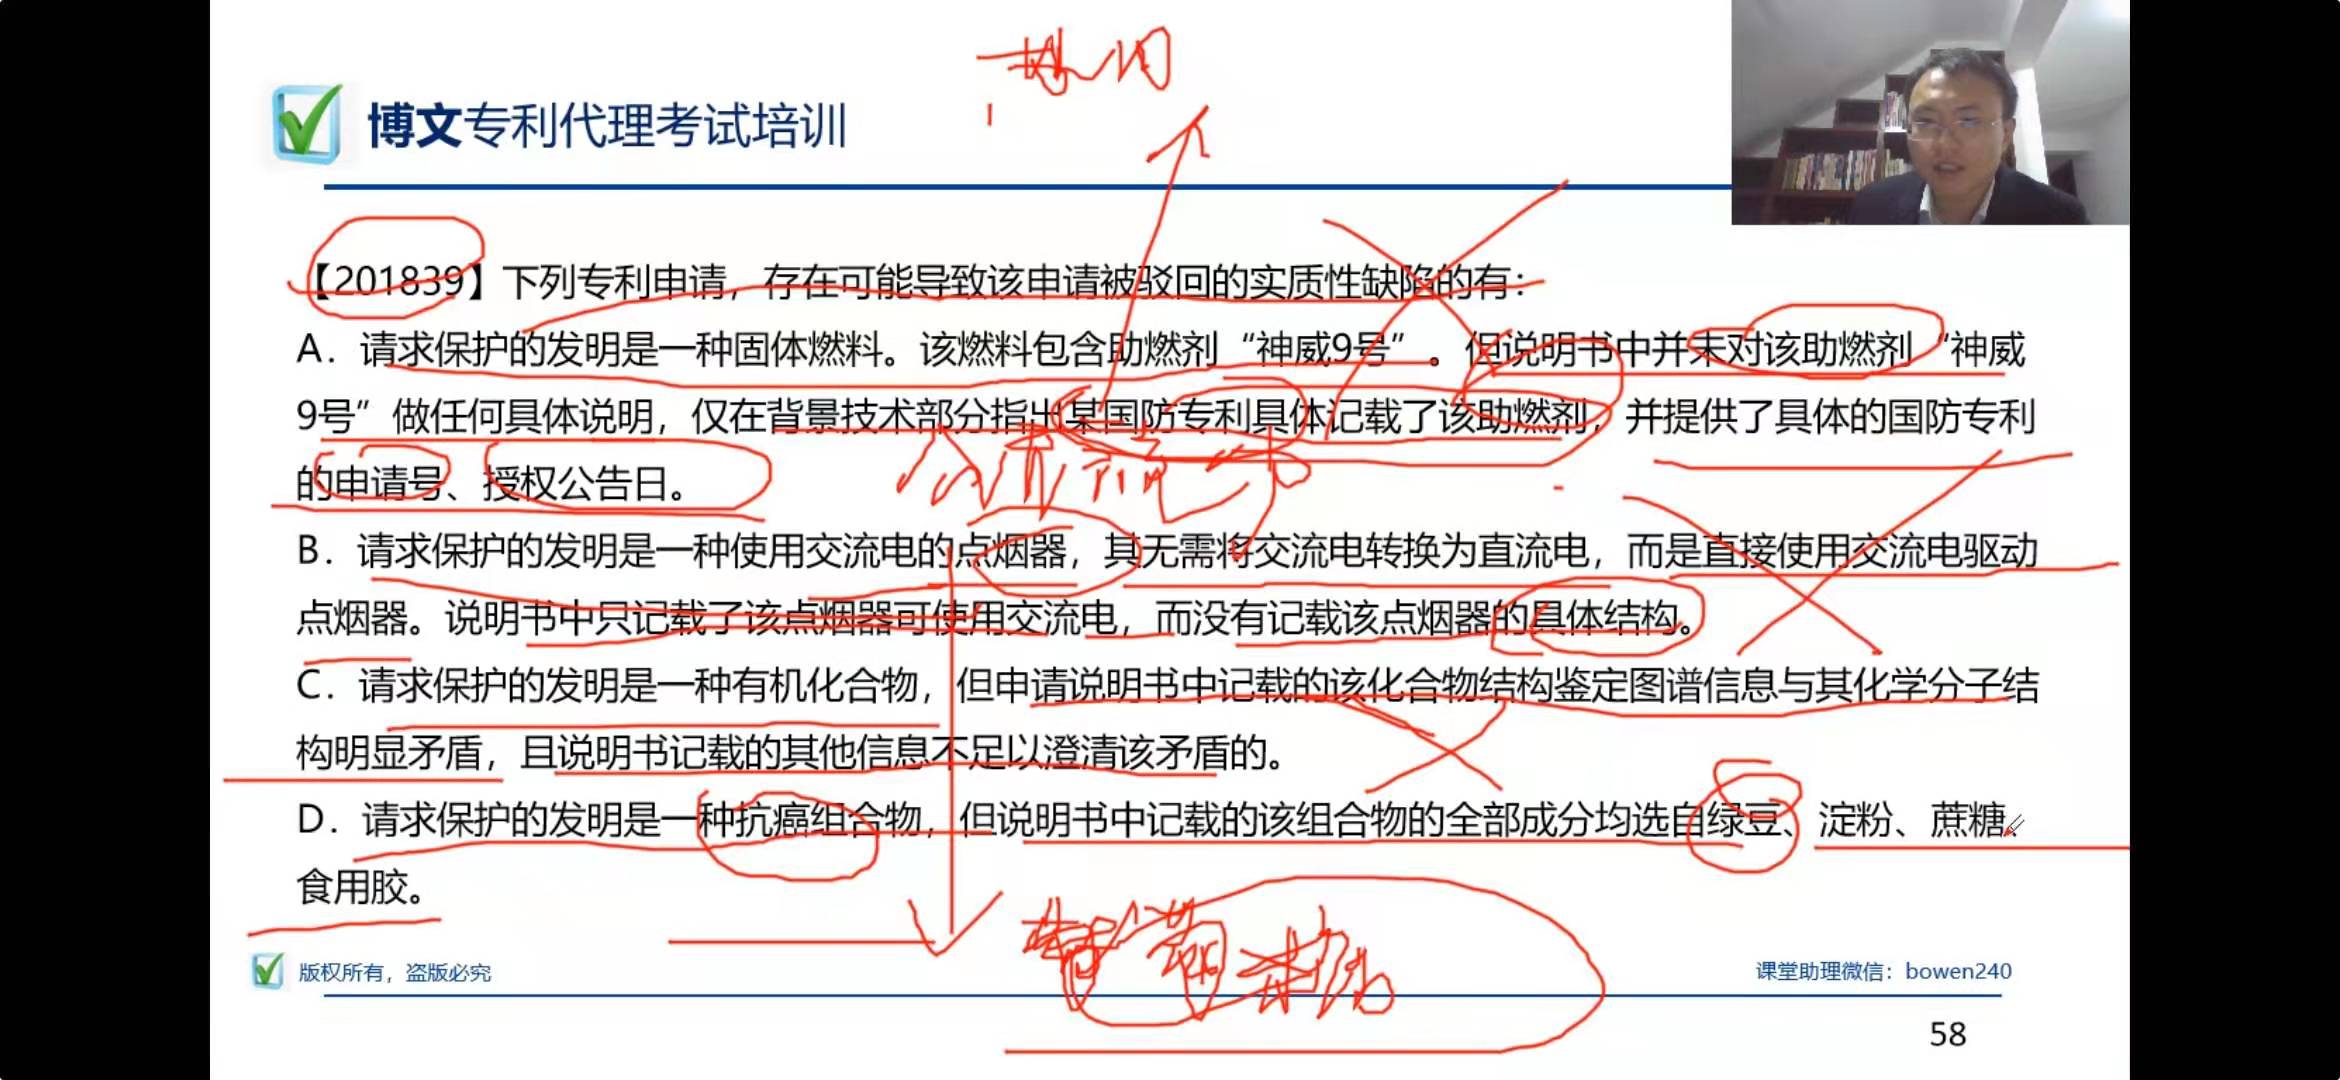 博文专利代理考试培训
【201839】下列专利申请，存在可能导致该申请被驳回的实质性缺陷的有：
A．请求保护的发明是一种固体燃料。该燃料包含助燃剂“神威9号”。但说明书中并未对该助燃剂“神威
9号”做任何具体说明，仅在背景技术部分指出某国防专利具体记载了该助燃剂，并提供了具体的国防专利
的申请号、授权公告日。
B．请求保护的发明是一种使用交流电的点烟器，其无需将交流电转换为直流电，而是直接使用交流电驱动
点烟器。说明书中只记载了该点烟器可使用交流电，而没有记载该点烟器的具体结构。
C．请求保护的发明是一种有机化合物，但申请说明书中记载的该化合物结构鉴定图谱信息与其化学分子结
构明显矛盾，且说明书记载的其他信息不足以澄清该矛盾的。
D．请求保护的发明是一种抗癌组合物，但说明书中记载的该组合物的全部成分均选自绿豆、淀粉、蔗糖、
食用胶。
版权所有，盗版必究
课堂助理微信：bowen240
58